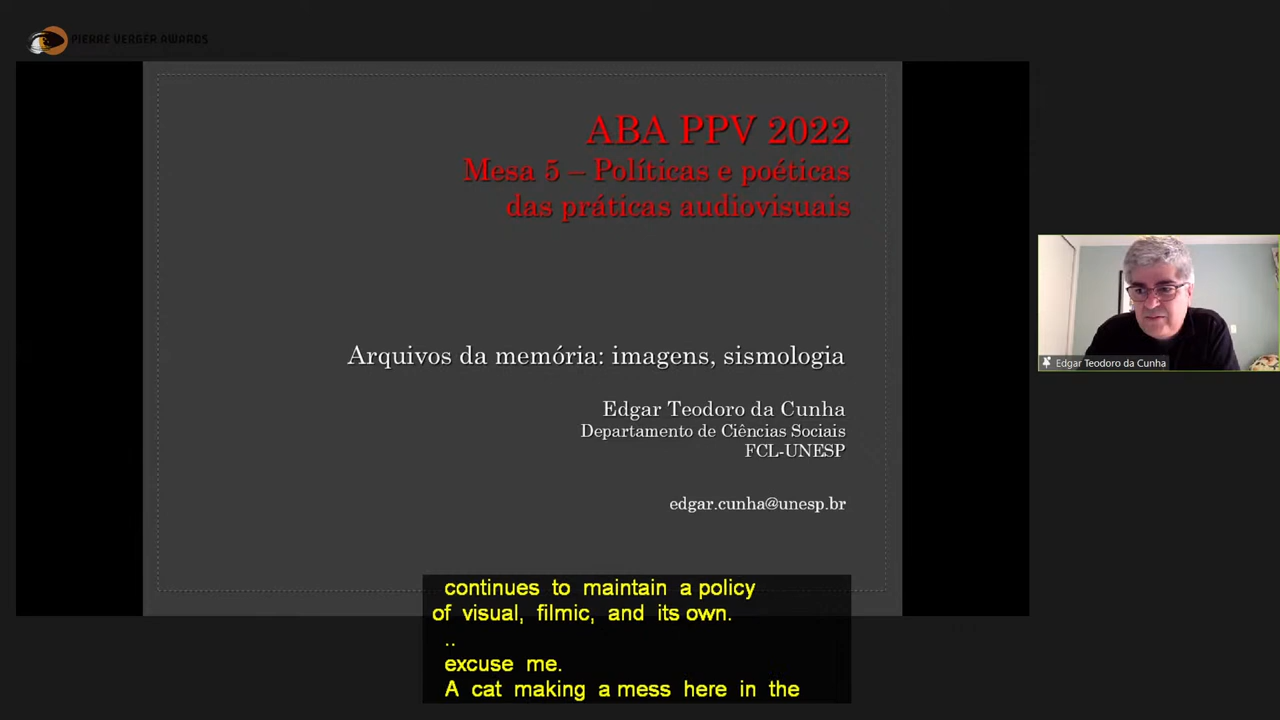 PIERRE VERGER AWARDS
ABA PPV 2022
Mesa 5 – Políticas e poéticas
das práticas audiovisuais
Arquivos da memória: imagens, sismologia
Edgar Teodoro da Cunha
Departamento de Ciências Sociais
FCL-UNESP
edgar.cunha@unesp.br
Edgar Teodoro da Cunha
continues to maintain a policy
of visual, filmic, and its own.
..
excuse me.
A cat making a mess here in the